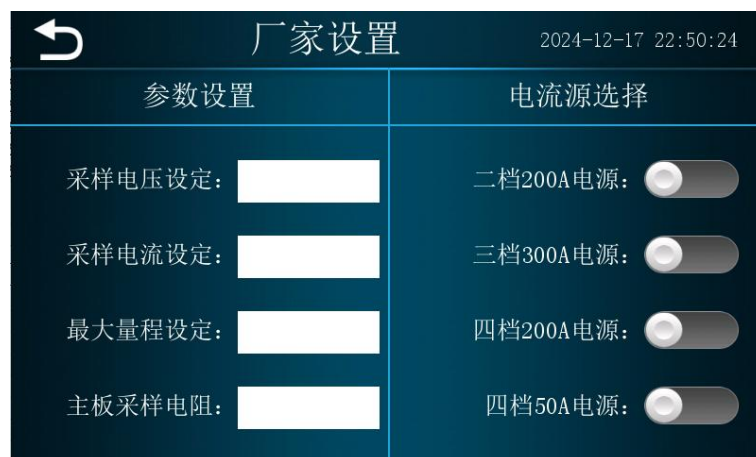 厂家设置 2024-12-17 22:50:24
参数设置 电流源选择
采样电压设定: 二档200A电源:
采样电流设定: 三档300A电源:
最大量程设定: 四档200A电源:
主板采样电阻: 四档50A电源: